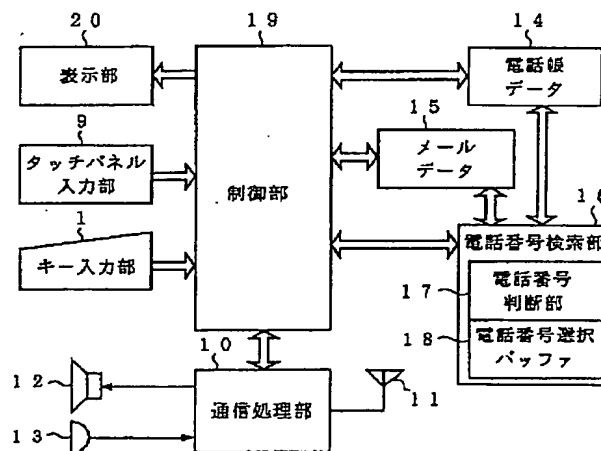 20
表示部
9
タッチパネル
入力部
1
キー入力部
19
制御部
14
電話帳
データ
15
メール
データ
16
電話番号検索部
17
電話番号
判断部
18
電話番号選択
バッファ
10
通信処理部
11
12
13